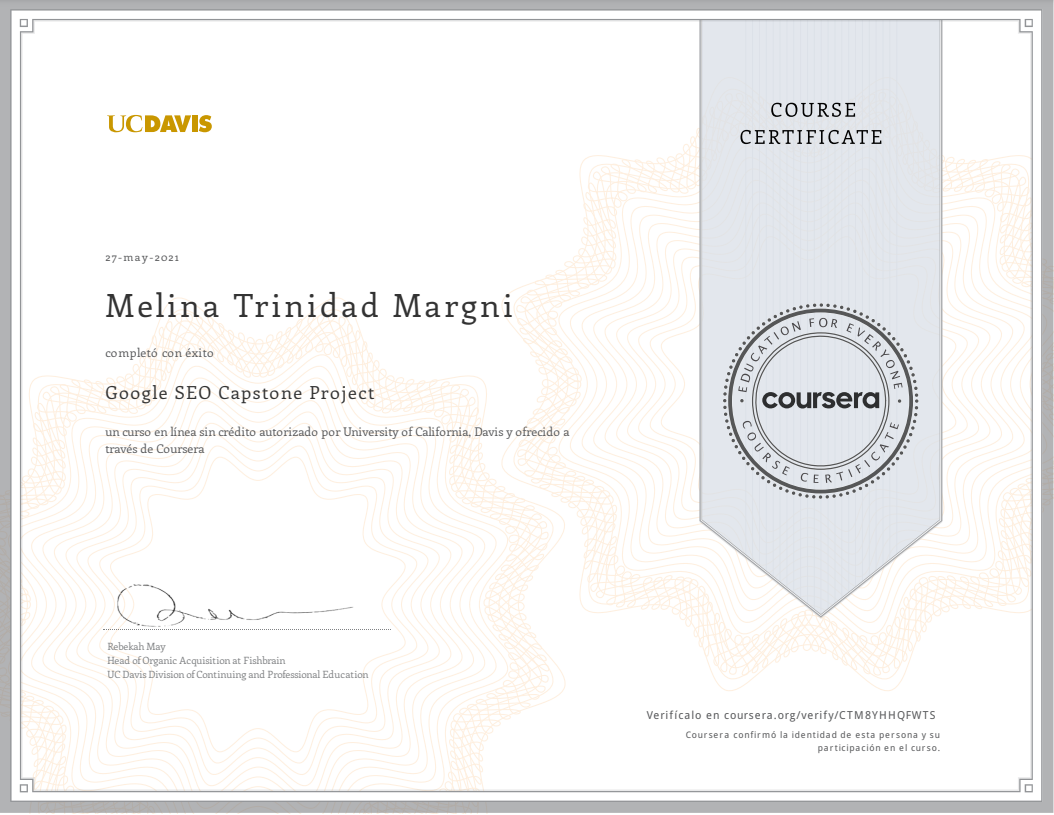 UCDAVIS
COURSE
CERTIFICATE
27-may-2021
Melina Trinidad Margni
completó con éxito
Google SEO Capstone Project
un curso en línea sin crédito autorizado por University of California, Davis y ofrecido a
través de Coursera
EDUCATION FOR EVERYONE
coursera
COURSE CERTIFICATE
Rebekah May
Head of Organic Acquisition at Fishbrain
UC Davis Division of Continuing and Professional Education
Verifícalo en coursera.org/verify/CTM8YHHQFWTS
Coursera confirmó la identidad de esta persona y su
participación en el curso.